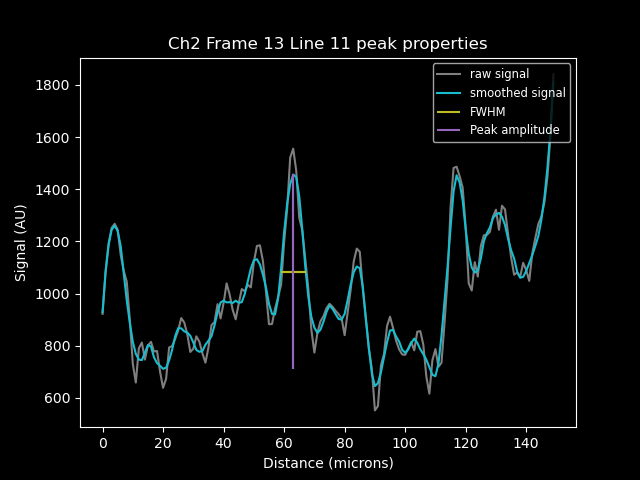 Ch2 Frame 13 Line 11 peak properties
raw signal
smoothed signal
FWHM
Peak amplitude
Signal (AU)
1800
1600
1400
1200
1000
800
600
0 20 40 60 80 100 120 140
Distance (microns)